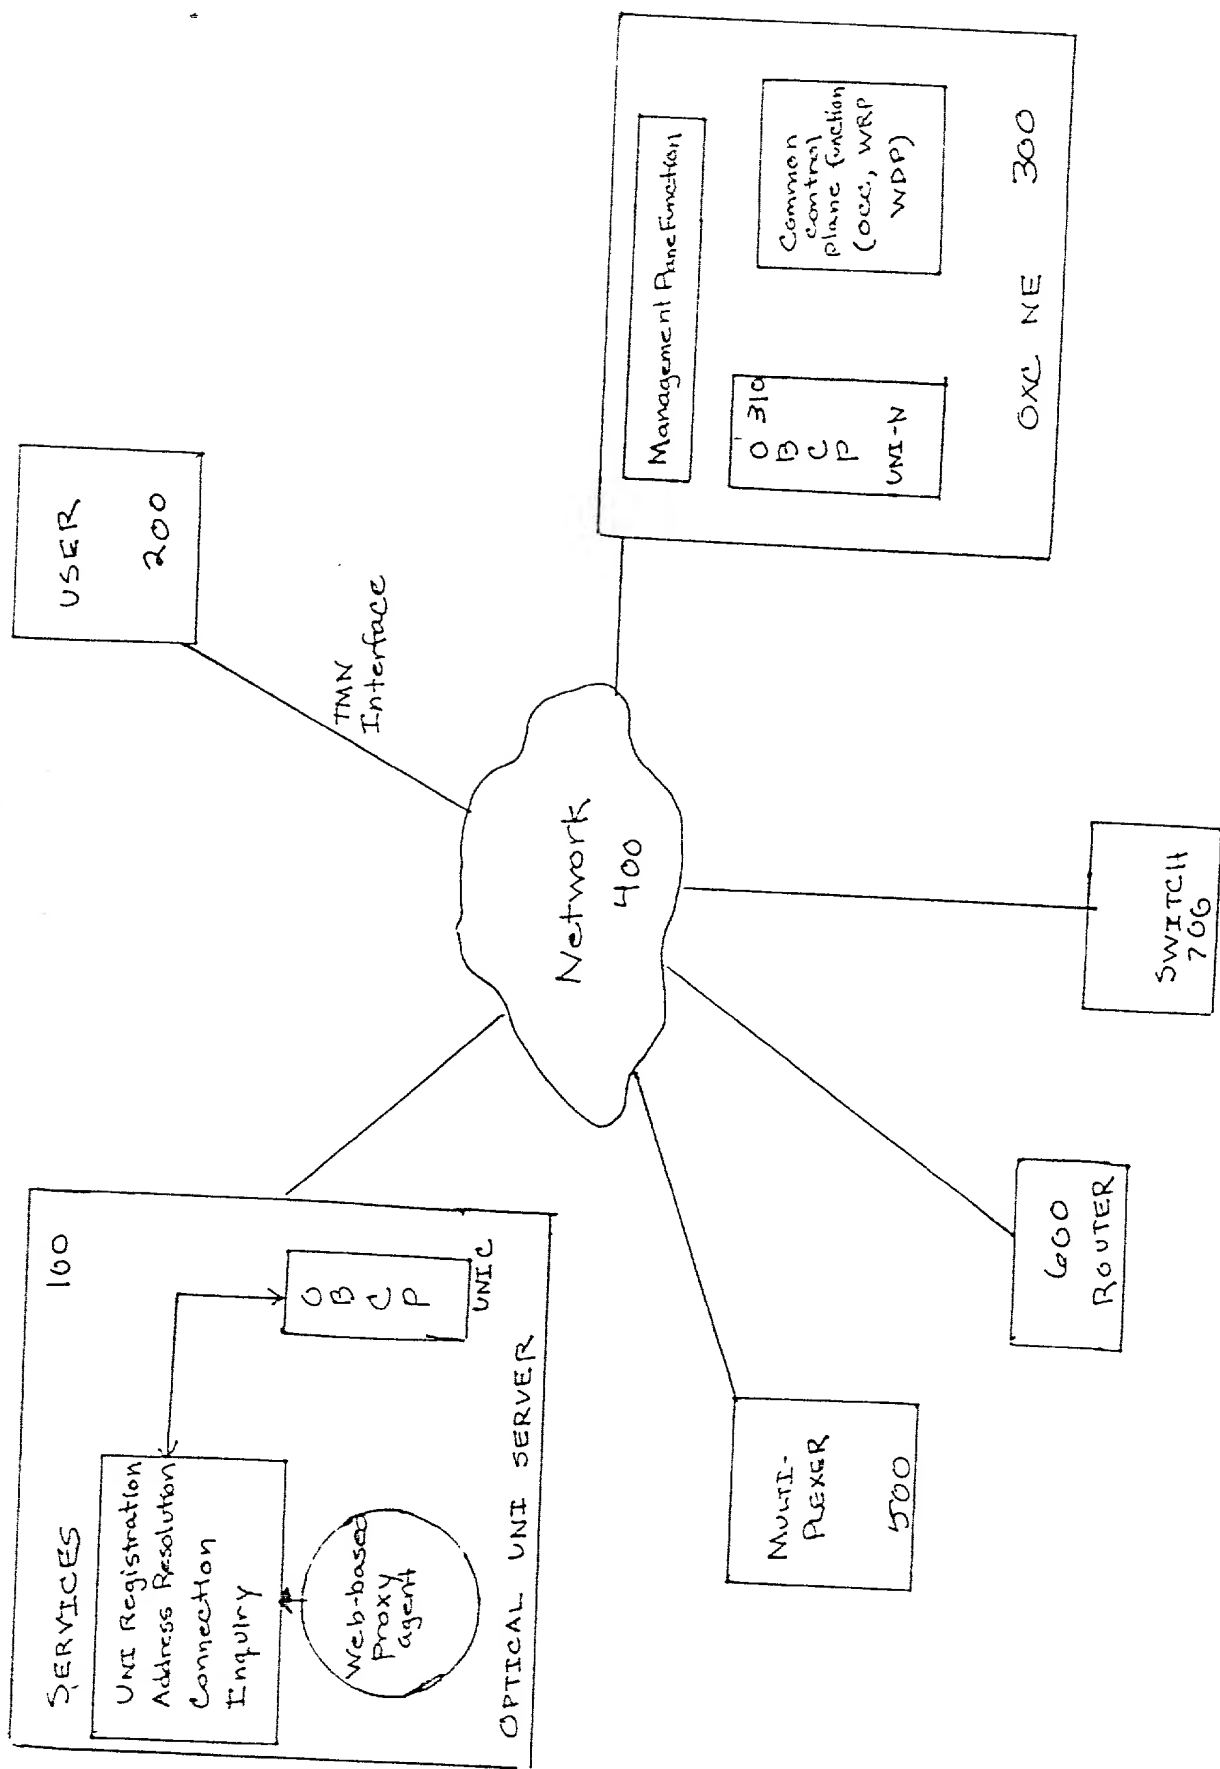 SERVICES
100
UNI Registration
Address Resolution
Connection
Inquiry
Web-based
Proxy
agent
O
B
C
P
UNIC
OPTICAL UNI SERVER
USER
200
TMN
Interface
Network
400
Management Plane Function
O 310
B
C
P
UNI-N
Common
control
plane function
(OCC, WRP
WDP)
OXC NE 300
MULTI-
PLEXER
500
600
ROUTER
SWITCH
706